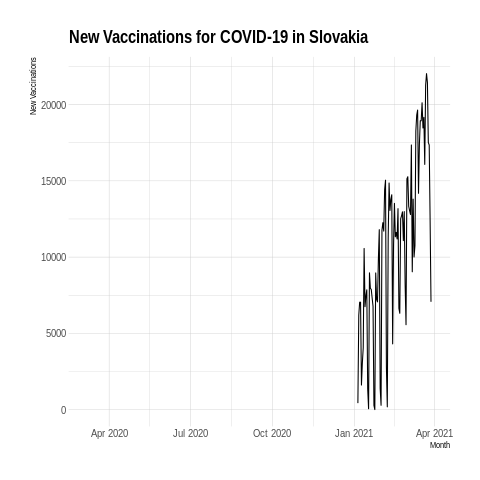 New Vaccinations for COVID-19 in Slovakia
New Vaccinations
20000
15000
10000
5000
0
Apr 2020 Jul 2020 Oct 2020 Jan 2021 Apr 2021
Month